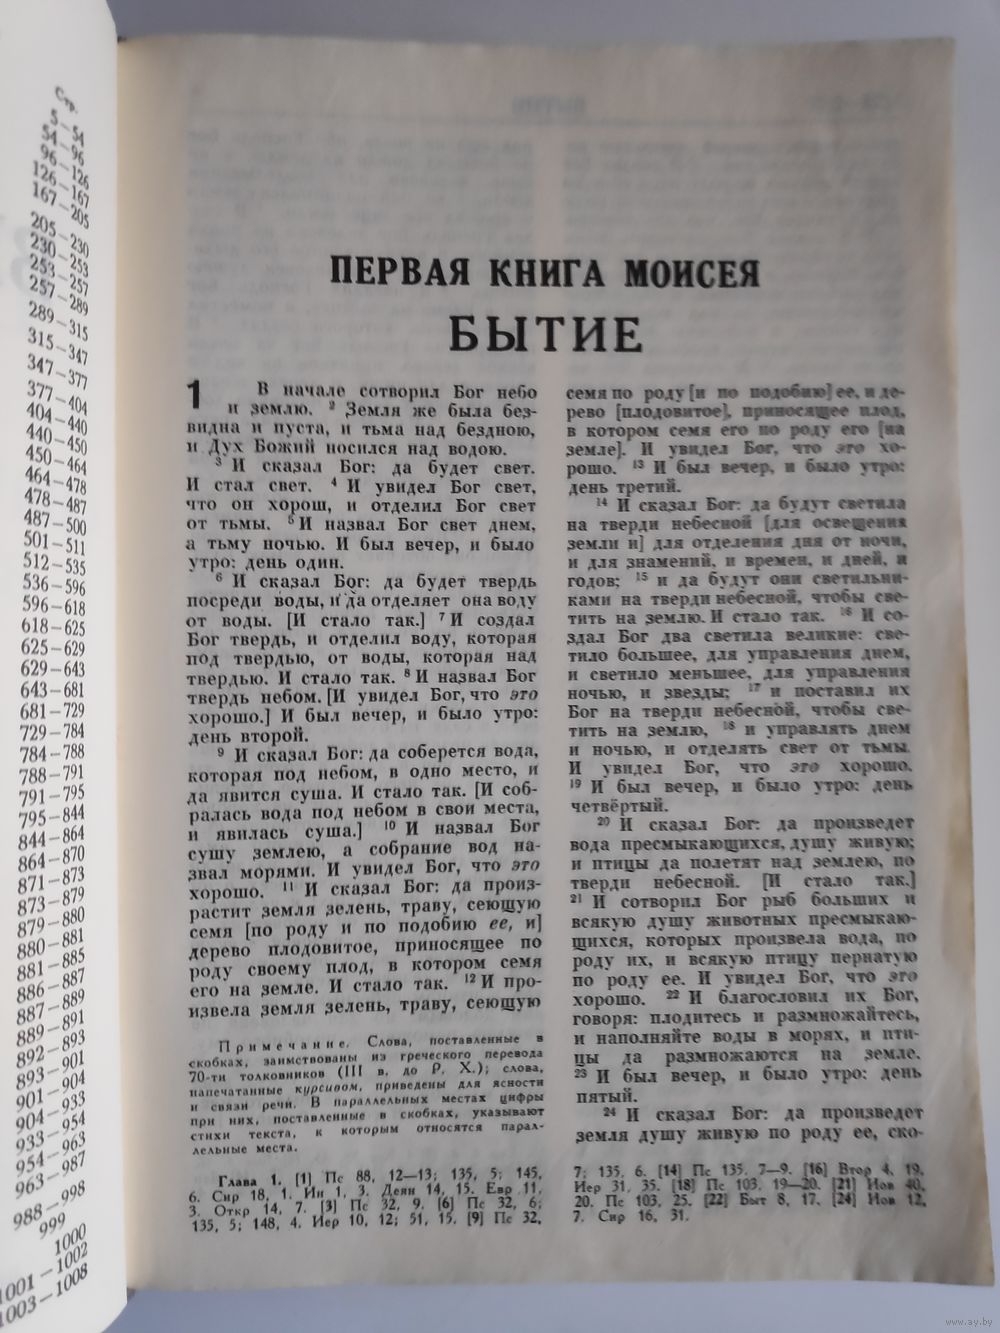 Стр.
5—54
54—96
96—126
126—167
167—205
205—230
230—253
253—257
257—289
289—315
315—347
347—377
377—404
404—440
440—450
450—464
464—478
478—487
487—500
501—511
512—535
536—596
596—618
618—625
625—629
629—643
643—681
681—729
729—784
784—788
788—791
791—795
795—844
844—864
864—870
871—873
873—879
879—880
880—881
881—885
886—887
887—889
889—891
892—893
893—901
901—904
904—933
933—954
954—963
963—987
988—998
999
1000
1001—1002
1003—1008
ПЕРВАЯ КНИГА МОИСЕЯ
БЫТИЕ
1 В начале сотворил Бог небо
и землю. 2 Земля же была без-
видна и пуста, и тьма над бездною,
и Дух Божий носился над водою.
3 И сказал Бог: да будет свет.
И стал свет. 4 И увидел Бог свет,
что он хорош, и отделил Бог свет
от тьмы. 5 И назвал Бог свет днем,
а тьму ночью. И был вечер, и было
утро: день один.
6 И сказал Бог: да будет твердь
посреди воды, и да отделяет она воду
от воды. [И стало так.] 7 И создал
Бог твердь, и отделил воду, которая
под твердью, от воды, которая над
твердью. И стало так. 8 И назвал Бог
твердь небом. [И увидел Бог, что это
хорошо.] И был вечер, и было утро:
день второй.
9 И сказал Бог: да соберется вода,
которая под небом, в одно место, и
да явится суша. И стало так. [И соб-
ралась вода под небом в свои места,
и явилась суша.] 10 И назвал Бог
сушу землею, а собрание вод на-
звал морями. И увидел Бог, что это
хорошо. 11 И сказал Бог: да произ-
растит земля зелень, траву, сеющую
семя [по роду и по подобию ее, и]
дерево плодовитое, приносящее по
роду своему плод, в котором семя
его на земле. И стало так. 12 И про-
извела земля зелень, траву, сеющую
Примечание. Слова, поставленные в
скобках, заимствованы из греческого перевода
70-ти толковников (III в. до Р. Х.); слова,
напечатанные курсивом, приведены для ясности
и связи речи. В параллельных местах цифры
при них, поставленные в скобках, указывают
стихи текста, к которым относятся парал-
лельные места.
Глава 1. [1] Пс 88, 12—13; 135, 5; 145,
6. Сир 18, 1. Ин 1, 3. Деян 14, 15. Евр 11,
3. Откр 14, 7. [3] Пс 32, 9. [6] Пс 32, 6;
135, 5; 148, 4. Иер 10, 12; 51, 15. [9] Пс 32,
семя по роду [и по подобию] ее, и де-
рево [плодовитое], приносящее плод,
в котором семя его по роду его [на
земле]. И увидел Бог, что это хо-
рошо. 13 И был вечер, и было утро:
день третий.
14 И сказал Бог: да будут светила
на тверди небесной [для освещения
земли и] для отделения дня от ночи,
и для знамений, и времен, и дней, и
годов; 15 и да будут они светильни-
ками на тверди небесной, чтобы све-
тить на землю. И стало так. 16 И со-
здал Бог два светила великие: све-
тило большее, для управления днем,
и светило меньшее, для управления
ночью, и звезды; 17 и поставил их
Бог на тверди небесной, чтобы све-
тить на землю, 18 и управлять днем
и ночью, и отделять свет от тьмы.
И увидел Бог, что это хорошо.
19 И был вечер, и было утро: день
четвёртый.
20 И сказал Бог: да произведет
вода пресмыкающихся, душу живую;
и птицы да полетят над землею, по
тверди небесной. [И стало так.]
21 И сотворил Бог рыб больших и
всякую душу животных пресмыкаю-
щихся, которых произвела вода, по
роду их, и всякую птицу пернатую
по роду ее. И увидел Бог, что это
хорошо. 22 И благословил их Бог,
говоря: плодитесь и размножайтесь,
и наполняйте воды в морях, и пти-
цы да размножаются на земле.
23 И был вечер, и было утро: день
пятый.
24 И сказал Бог: да произведет
земля душу живую по роду ее, ско-
7; 135, 6. [14] Пс 135, 7—9. [16] Втор 4, 19.
Иер 31, 35. [18] Пс 103, 19—20. [21] Иов 40,
20. Пс 103, 25. [22] Быт 8, 17. [24] Иов 12,
7. Сир 16, 31.
www.ay.by